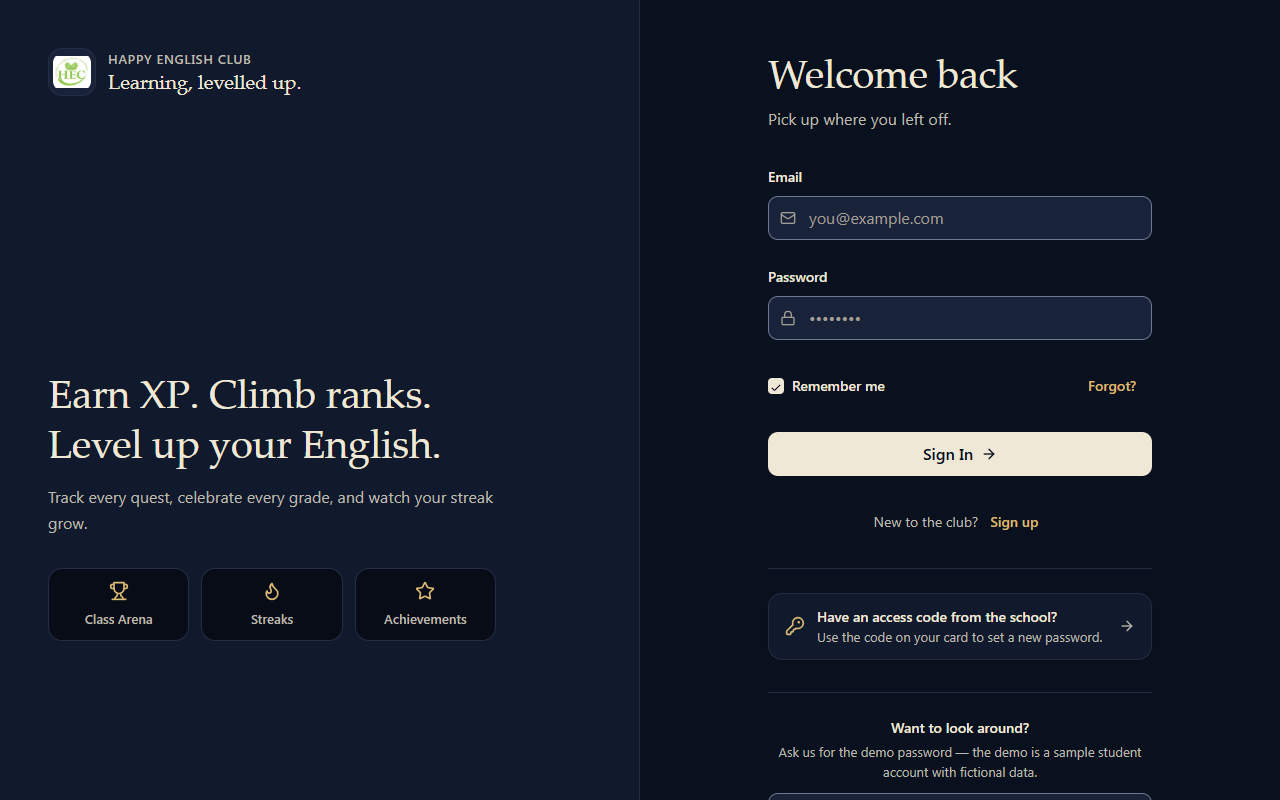 HEC
HAPPY ENGLISH CLUB
Learning, levelled up.
Earn XP. Climb ranks.
Level up your English.
Track every quest, celebrate every grade, and watch your streak
grow.
Class Arena
Streaks
Achievements
Welcome back
Pick up where you left off.
Email
you@example.com
Password
••••••••
Remember me
Forgot?
Sign In →
New to the club? Sign up
Have an access code from the school?
Use the code on your card to set a new password.
Want to look around?
Ask us for the demo password — the demo is a sample student
account with fictional data.